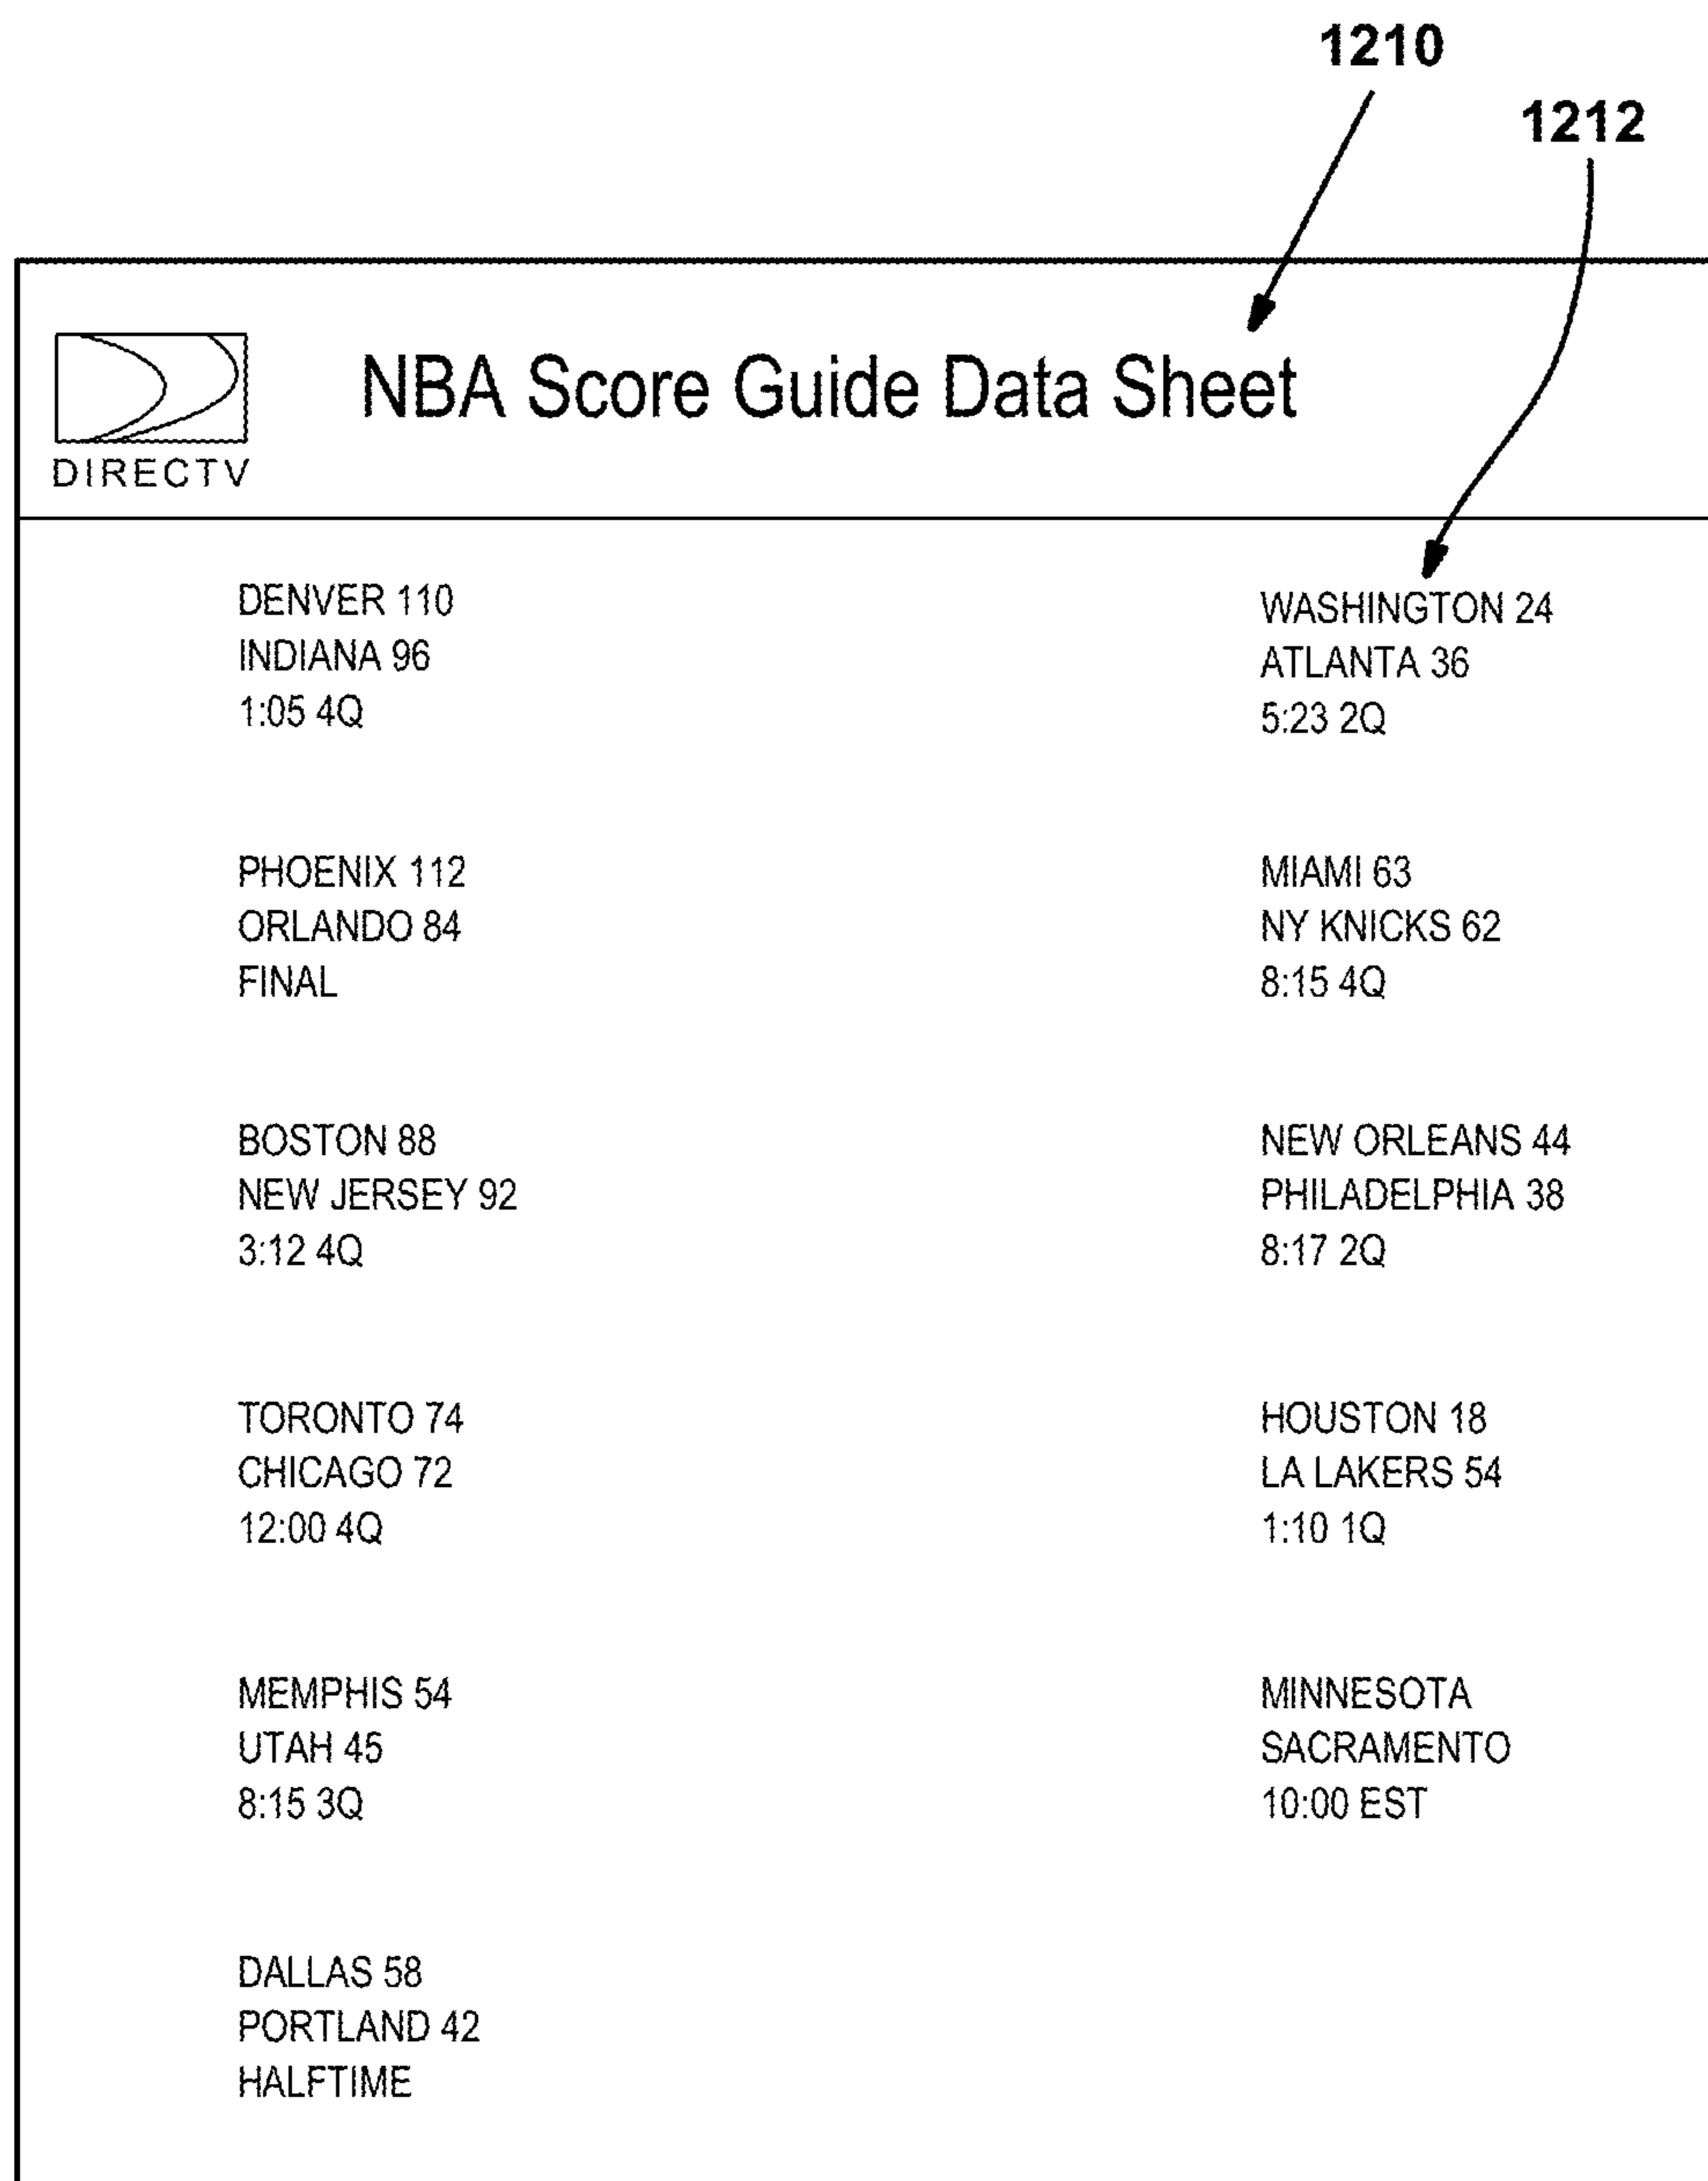 1210
1212
DIRECTV
NBA Score Guide Data Sheet
DENVER 110
INDIANA 96
1:05 4Q
WASHINGTON 24
ATLANTA 36
5:23 2Q
PHOENIX 112
ORLANDO 84
FINAL
MIAMI 63
NY KNICKS 62
8:15 4Q
BOSTON 88
NEW JERSEY 92
3:12 4Q
NEW ORLEANS 44
PHILADELPHIA 38
8:17 2Q
TORONTO 74
CHICAGO 72
12:00 4Q
HOUSTON 18
LA LAKERS 54
1:10 1Q
MEMPHIS 54
UTAH 45
8:15 3Q
MINNESOTA
SACRAMENTO
10:00 EST
DALLAS 58
PORTLAND 42
HALFTIME